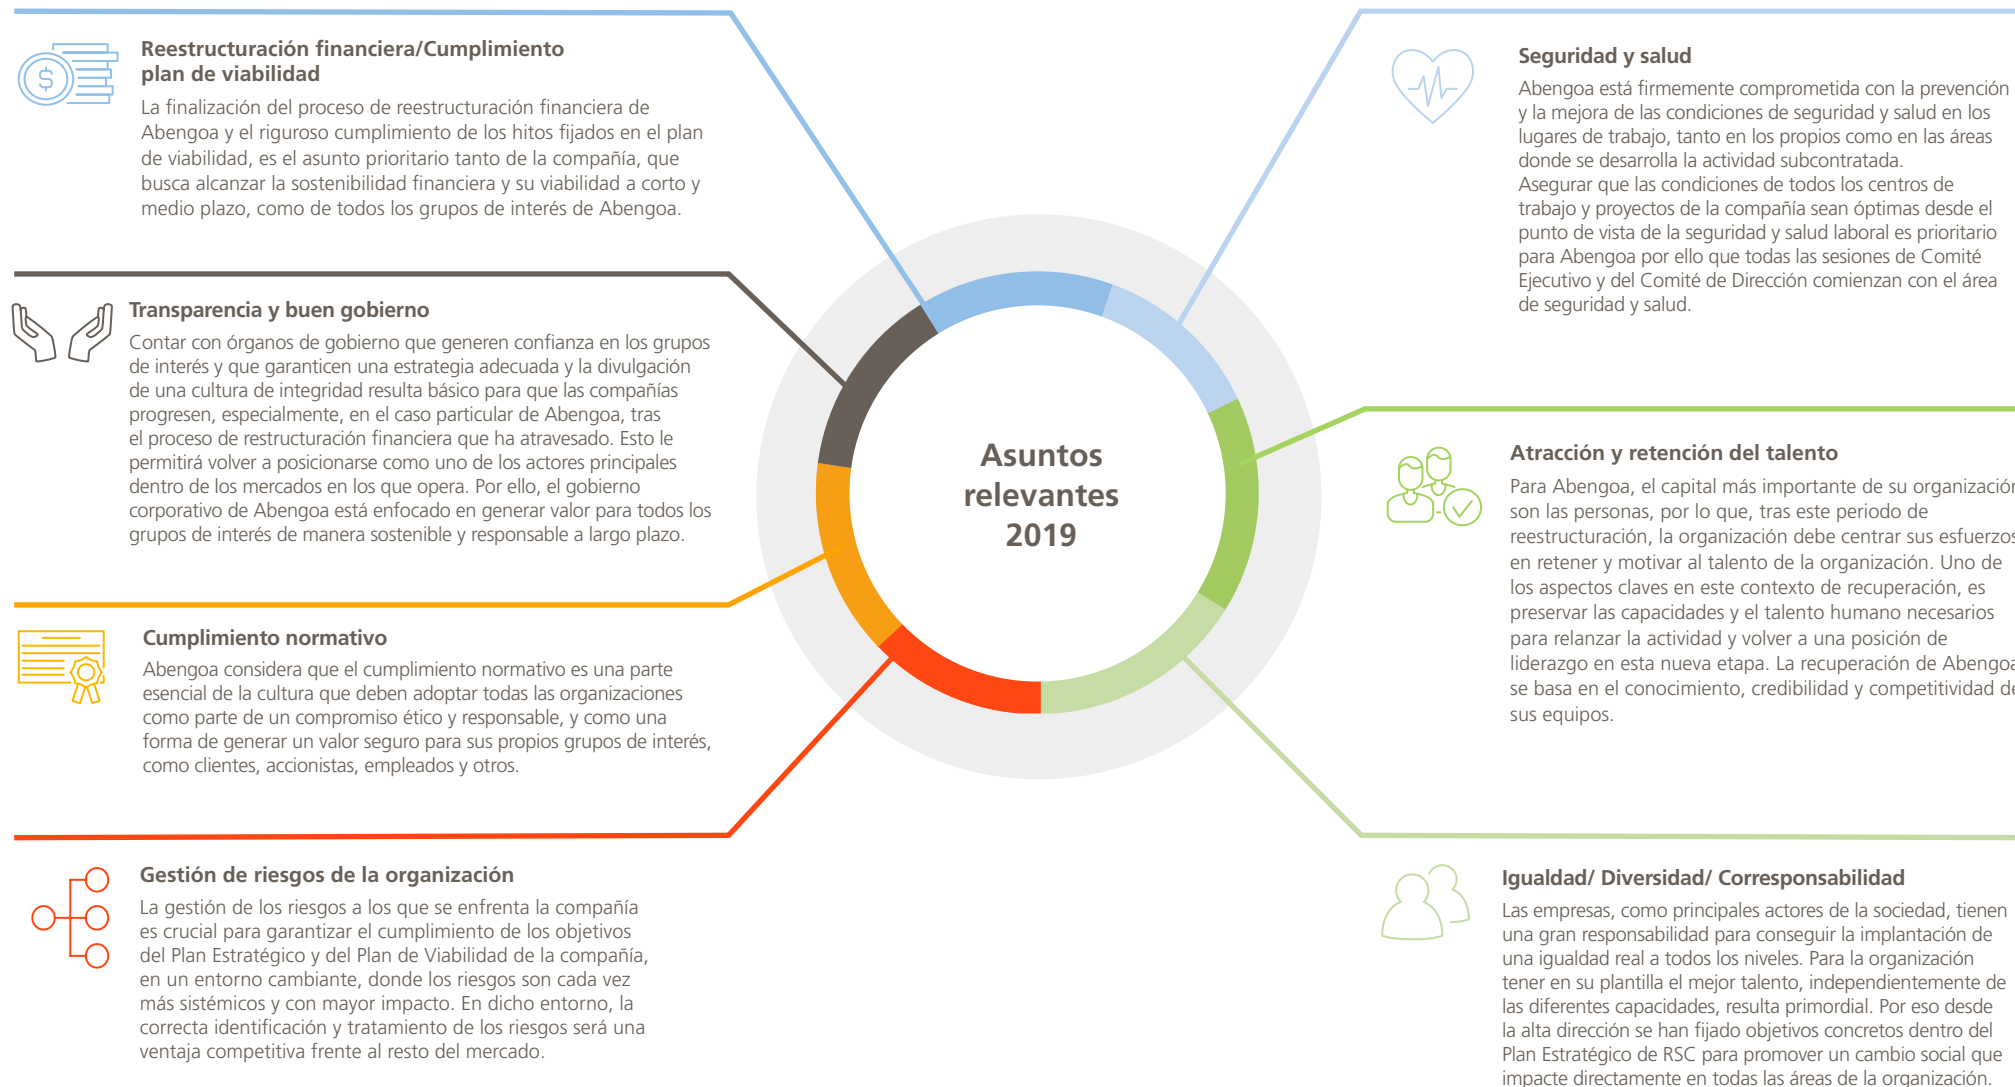 Reestructuración financiera/Cumplimiento
plan de viabilidad
La finalización del proceso de reestructuración financiera de
Abengoa y el riguroso cumplimiento de los hitos fijados en el plan
de viabilidad, es el asunto prioritario tanto de la compañía, que
busca alcanzar la sostenibilidad financiera y su viabilidad a corto y
medio plazo, como de todos los grupos de interés de Abengoa.
Transparencia y buen gobierno
Contar con órganos de gobierno que generen confianza en los grupos
de interés y que garanticen una estrategia adecuada y la divulgación
de una cultura de integridad resulta básico para que las compañías
progresen, especialmente, en el caso particular de Abengoa, tras
el proceso de restructuración financiera que ha atravesado. Esto le
permitirá volver a posicionarse como uno de los actores principales
dentro de los mercados en los que opera. Por ello, el gobierno
corporativo de Abengoa está enfocado en generar valor para todos los
grupos de interés de manera sostenible y responsable a largo plazo.
Cumplimiento normativo
Abengoa considera que el cumplimiento normativo es una parte
esencial de la cultura que deben adoptar todas las organizaciones
como parte de un compromiso ético y responsable, y como una
forma de generar un valor seguro para sus propios grupos de interés,
como clientes, accionistas, empleados y otros.
Gestión de riesgos de la organización
La gestión de los riesgos a los que se enfrenta la compañía
es crucial para garantizar el cumplimiento de los objetivos
del Plan Estratégico y del Plan de Viabilidad de la compañía,
en un entorno cambiante, donde los riesgos son cada vez
más sistémicos y con mayor impacto. En dicho entorno, la
correcta identificación y tratamiento de los riesgos será una
ventaja competitiva frente al resto del mercado.
Asuntos
relevantes
2019
Seguridad y salud
Abengoa está firmemente comprometida con la prevención
y la mejora de las condiciones de seguridad y salud en los
lugares de trabajo, tanto en los propios como en las áreas
donde se desarrolla la actividad subcontratada.
Asegurar que las condiciones de todos los centros de
trabajo y proyectos de la compañía sean óptimas desde el
punto de vista de la seguridad y salud laboral es prioritario
para Abengoa por ello que todas las sesiones de Comité
Ejecutivo y del Comité de Dirección comienzan con el área
de seguridad y salud.
Atracción y retención del talento
Para Abengoa, el capital más importante de su organización
son las personas, por lo que, tras este periodo de
reestructuración, la organización debe centrar sus esfuerzos
en retener y motivar al talento de la organización. Uno de
los aspectos claves en este contexto de recuperación, es
preservar las capacidades y el talento humano necesarios
para relanzar la actividad y volver a una posición de
liderazgo en esta nueva etapa. La recuperación de Abengoa
se basa en el conocimiento, credibilidad y competitividad de
sus equipos.
Igualdad/ Diversidad/ Corresponsabilidad
Las empresas, como principales actores de la sociedad, tienen
una gran responsabilidad para conseguir la implantación de
una igualdad real a todos los niveles. Para la organización
tener en su plantilla el mejor talento, independientemente de
las diferentes capacidades, resulta primordial. Por eso desde
la alta dirección se han fijado objetivos concretos dentro del
Plan Estratégico de RSC para promover un cambio social que
impacte directamente en todas las áreas de la organización.